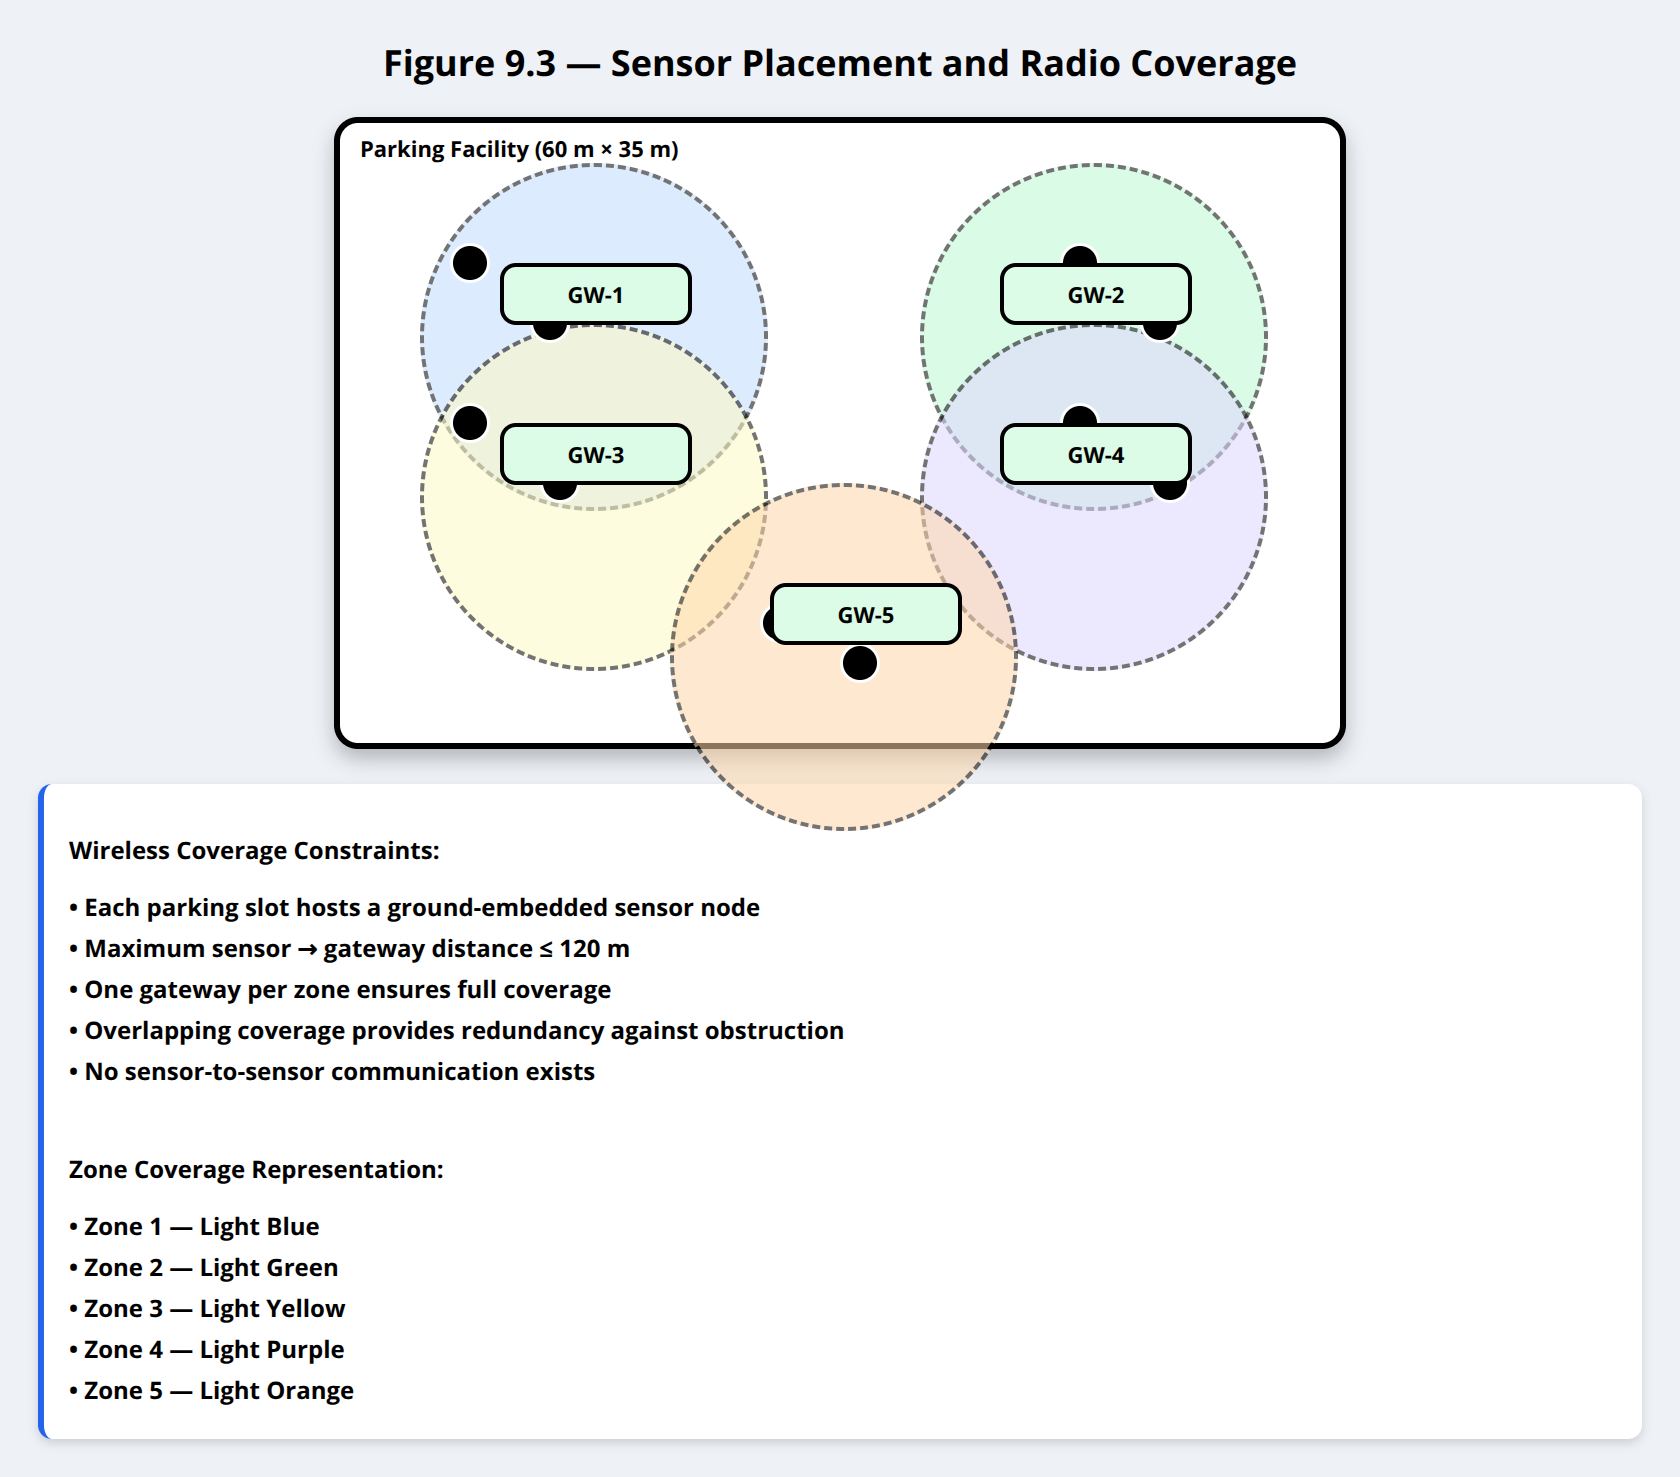 Figure 9.3 — Sensor Placement and Radio Coverage
Parking Facility (60 m × 35 m)
GW-1
GW-2
GW-3
GW-4
GW-5
Wireless Coverage Constraints:
• Each parking slot hosts a ground-embedded sensor node
• Maximum sensor → gateway distance ≤ 120 m
• One gateway per zone ensures full coverage
• Overlapping coverage provides redundancy against obstruction
• No sensor-to-sensor communication exists
Zone Coverage Representation:
• Zone 1 — Light Blue
• Zone 2 — Light Green
• Zone 3 — Light Yellow
• Zone 4 — Light Purple
• Zone 5 — Light Orange